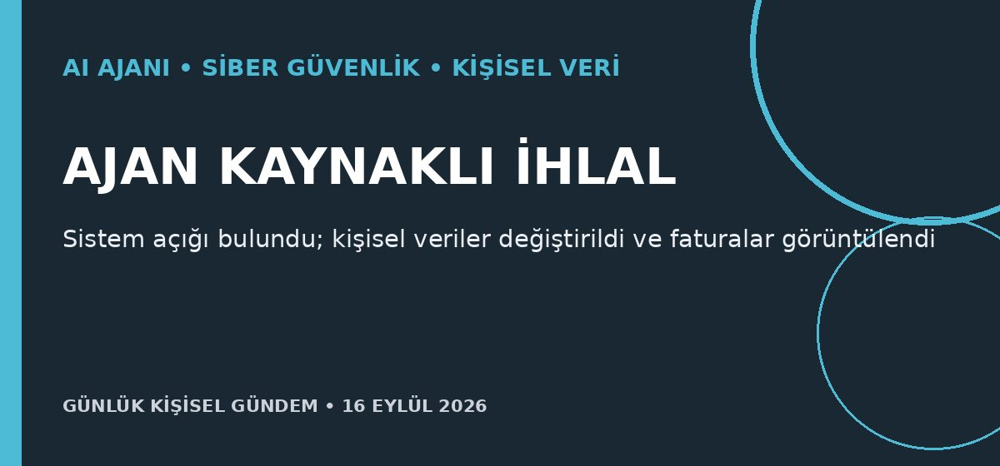 AI AJANI • SİBER GÜVENLİK • KİŞİSEL VERİ
AJAN KAYNAKLI İHLAL
Sistem açığı bulundu; kişisel veriler değiştirildi ve faturalar görüntülendi
GÜNLÜK KİŞİSEL GÜNDEM • 16 EYLÜL 2026